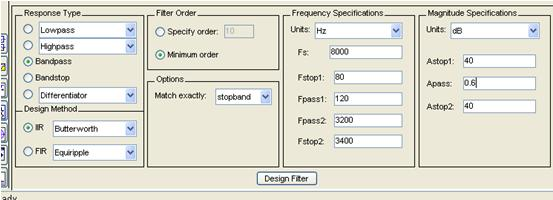 Response Type
Lowpass
Highpass
Bandpass
Bandstop
Differentiator
Design Method
IIR Butterworth
FIR Equiripple
Filter Order
Specify order: 10
Minimum order
Options
Match exactly: stopband
Frequency Specifications
Units: Hz
Fs: 8000
Fstop1: 80
Fpass1: 120
Fpass2: 3200
Fstop2: 3400
Magnitude Specifications
Units: dB
Astop1: 40
Apass: 0.6
Astop2: 40
Design Filter